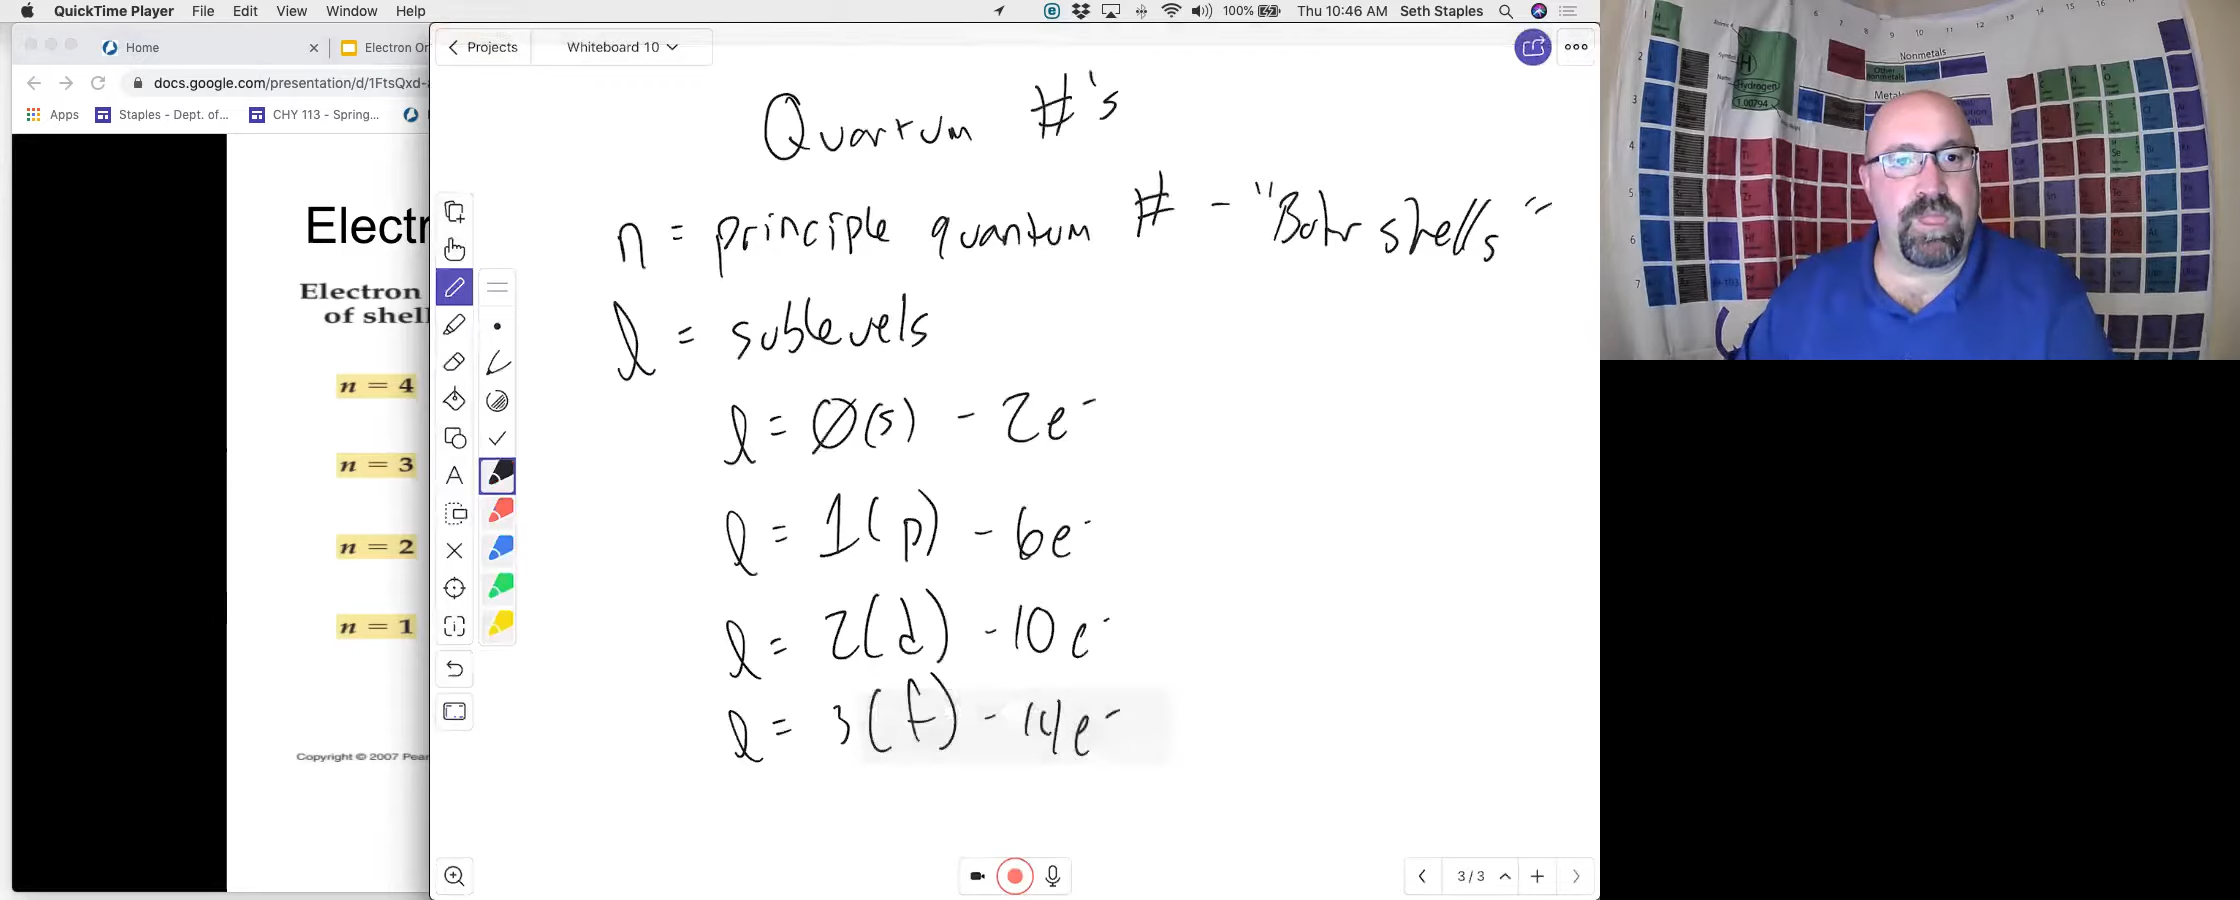 QuickTime Player File Edit View Window Help 100% Thu 10:46 AM Seth Staples
Home
Electron Or
docs.google.com/presentation/d/1FtsQxd-
Apps Staples - Dept. of... CHY 113 - Spring...
Electr
Electron
of shell
n = 4
n = 3
n = 2
n = 1
Copyright © 2007 Pear
Projects Whiteboard 10
Quantum #'s
n = principle quantum # - "Bohr shells"
l = sublevels
l = 0(s) - 2e-
l = 1(p) - 6e-
l = 2(d) - 10e-
l = 3(f) - 14e-
3/3
Nonmetals
H
Hydrogen
1.00794